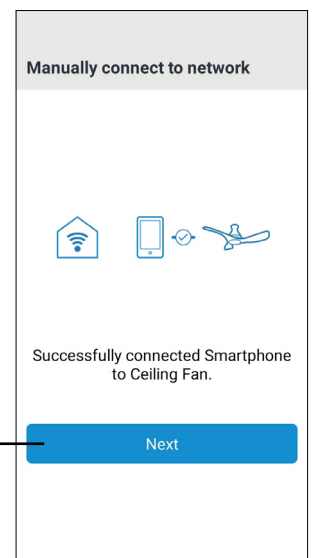 Manually connect to network
Successfully connected Smartphone
to Ceiling Fan.
Next